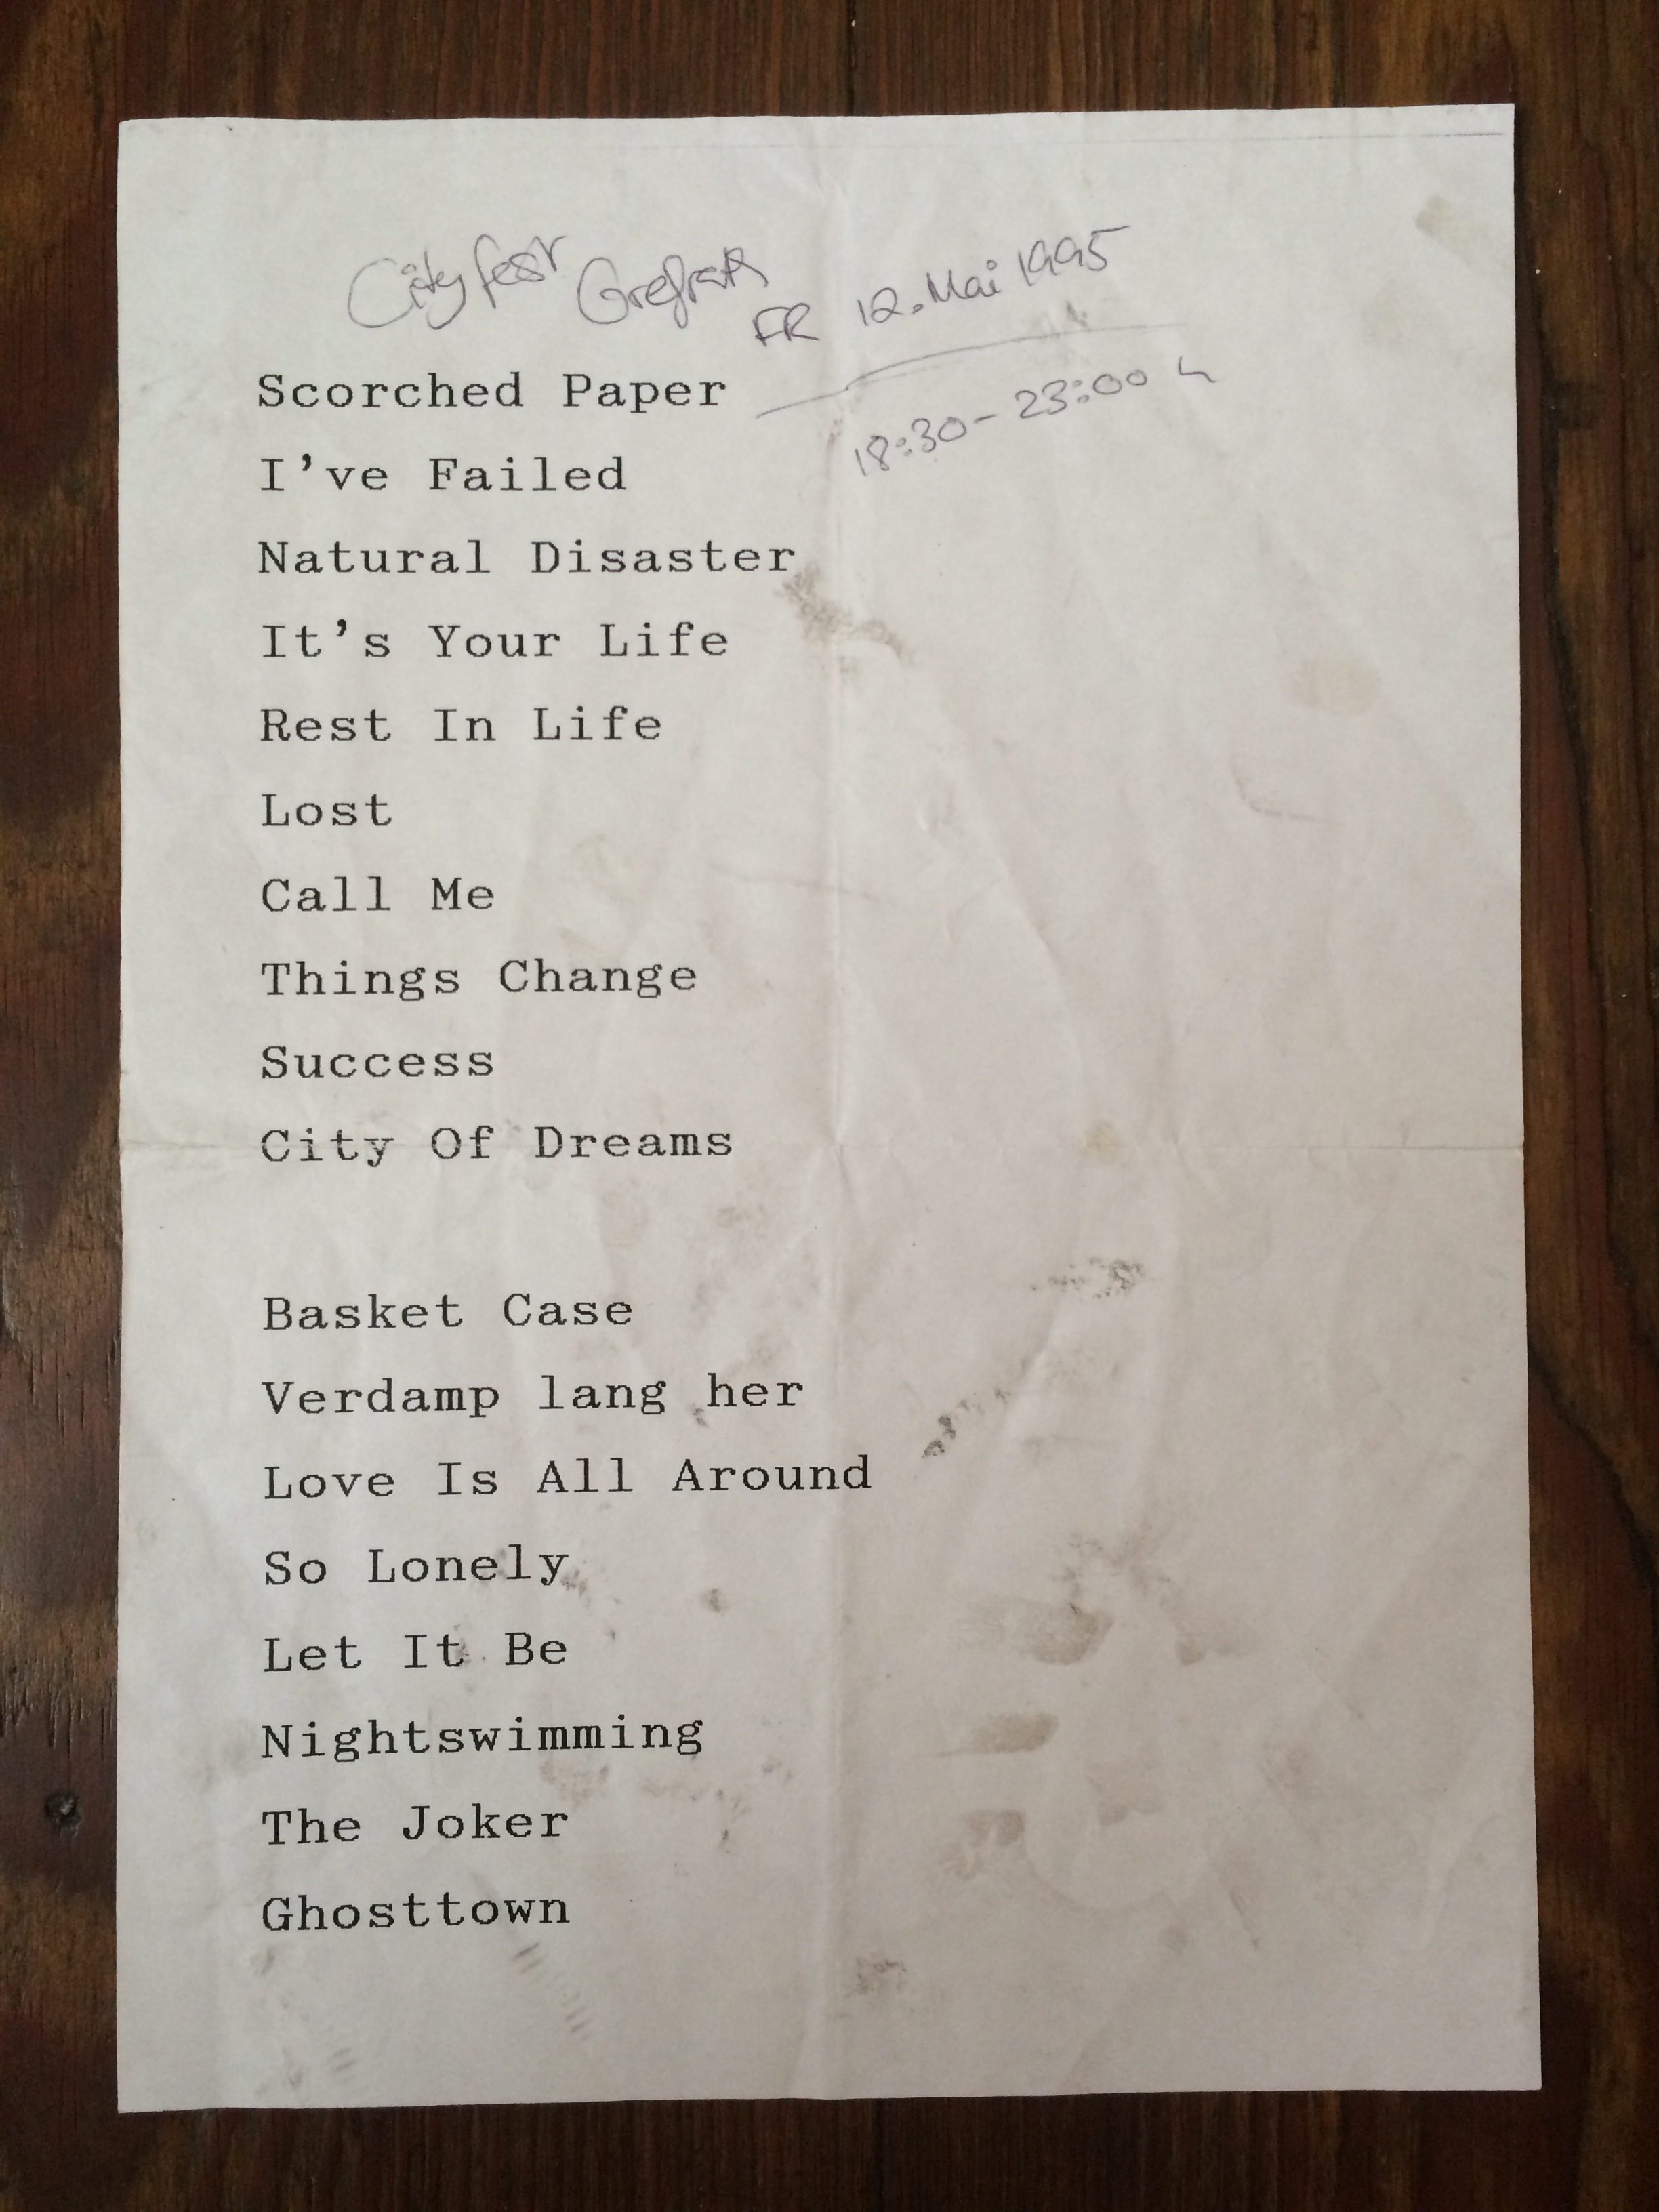 Cityfest Grefrath
FR 12. Mai 1995
18:30 - 23:00 h
Scorched Paper
I've Failed
Natural Disaster
It's Your Life
Rest In Life
Lost
Call Me
Things Change
Success
City Of Dreams
Basket Case
Verdamp lang her
Love Is All Around
So Lonely
Let It Be
Nightswimming
The Joker
Ghosttown